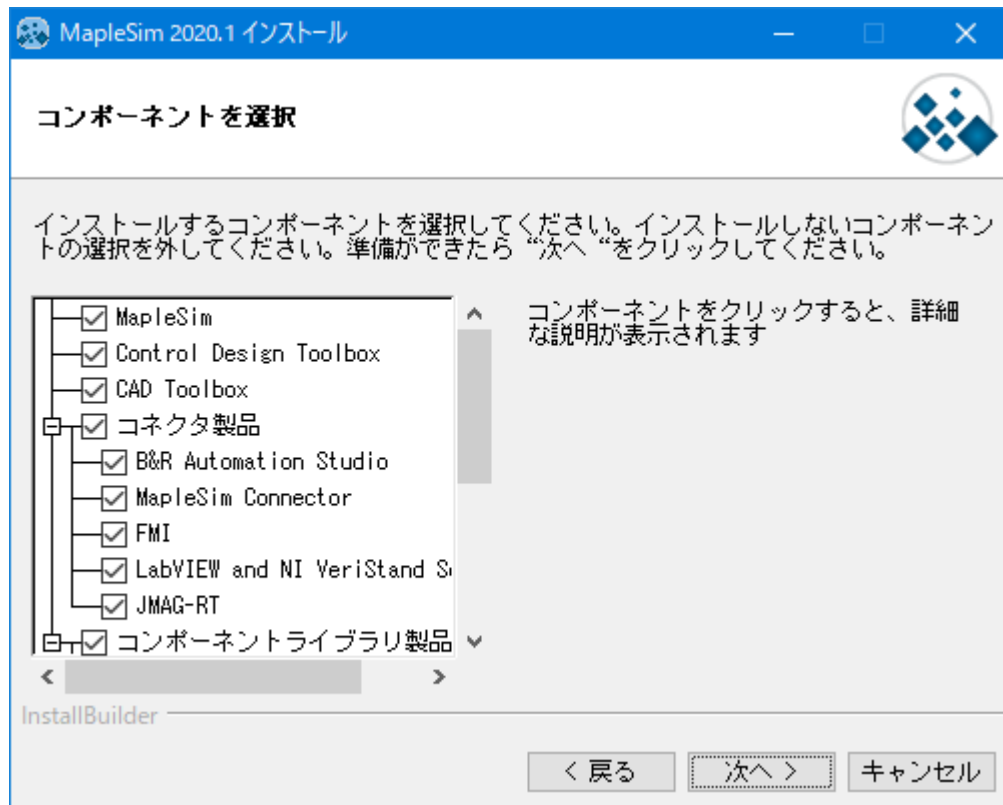 MapleSim 2020.1 インストール
コンポーネントを選択
インストールするコンポーネントを選択してください。インストールしないコンポーネン
トの選択を外してください。準備ができたら “次へ “をクリックしてください。
MapleSim
Control Design Toolbox
CAD Toolbox
コネクタ製品
B&R Automation Studio
MapleSim Connector
FMI
LabVIEW and NI VeriStand
JMAG-RT
コンポーネントライブラリ製品
コンポーネントをクリックすると、詳細
な説明が表示されます
InstallBuilder
< 戻る
次へ >
キャンセル